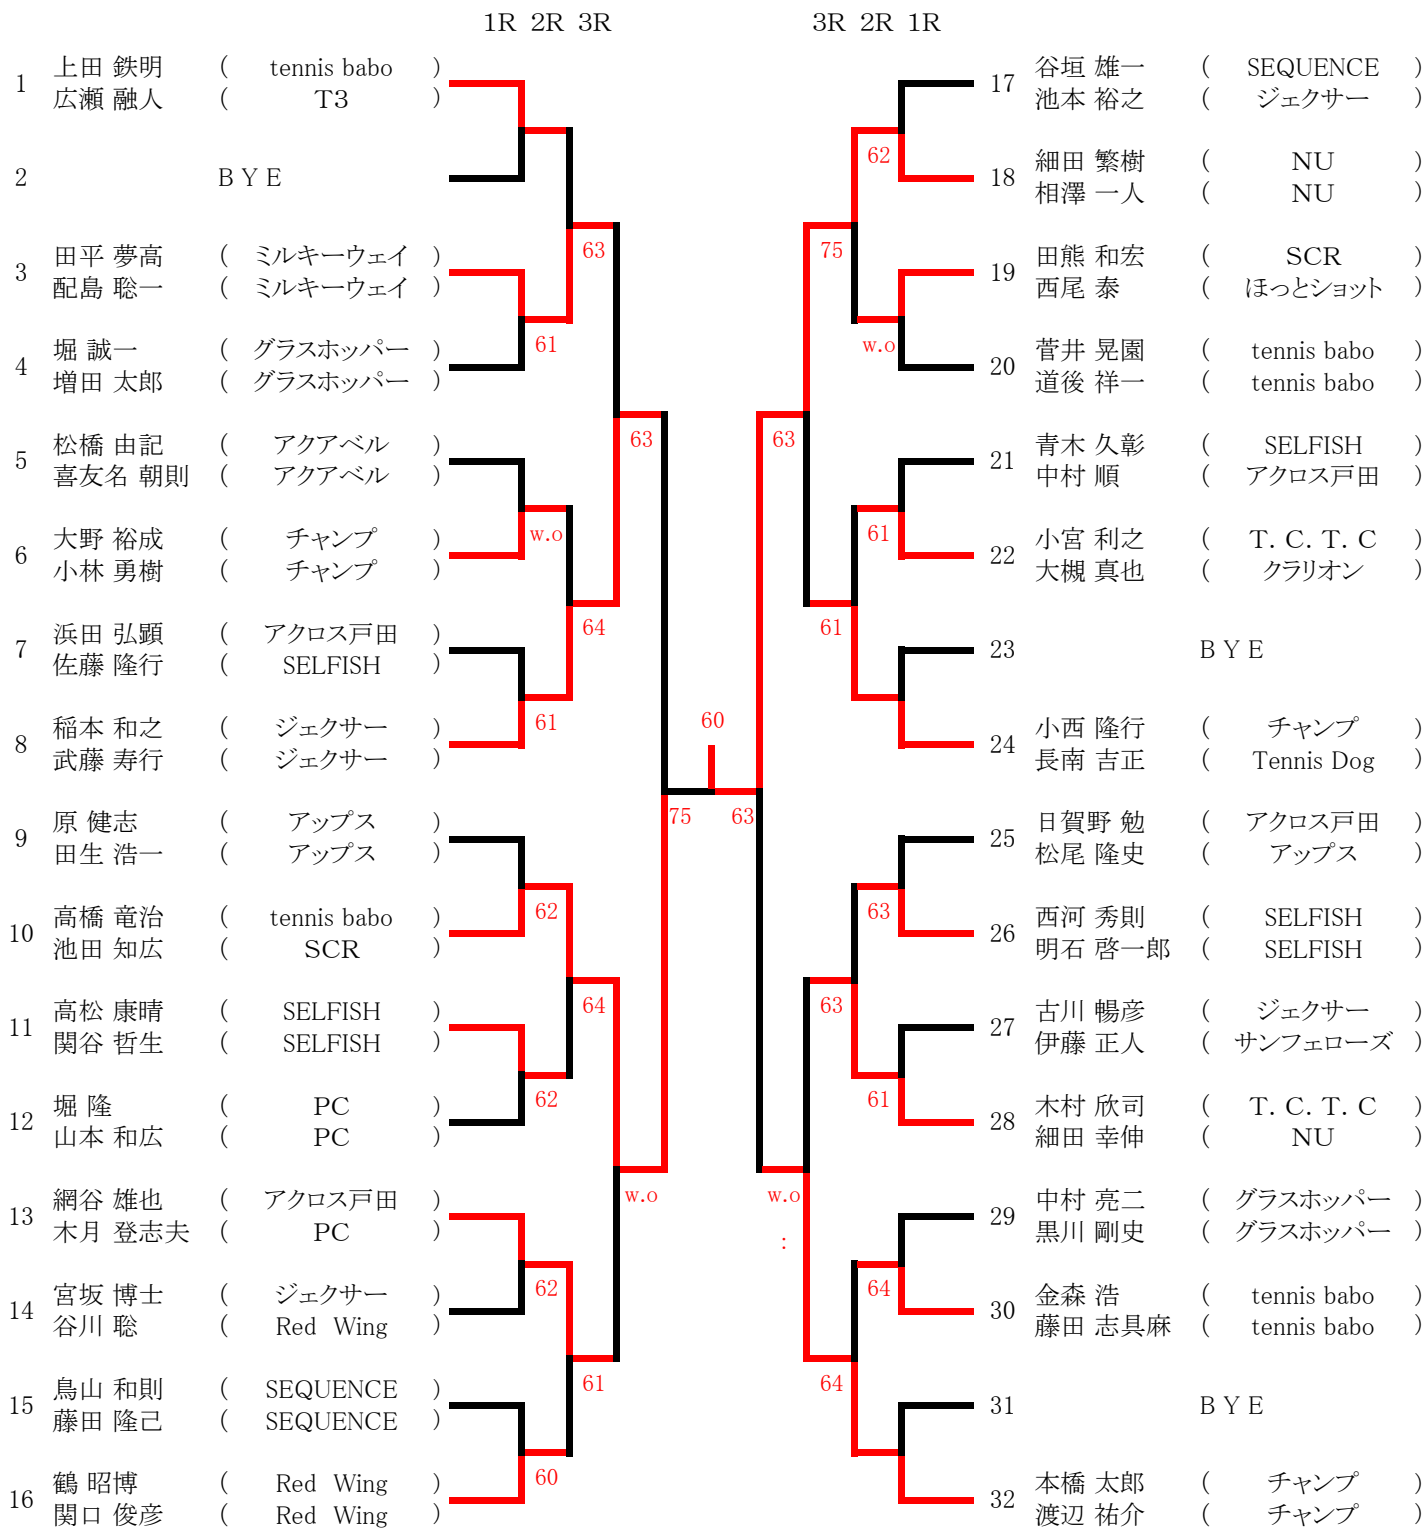 1R 2R 3R
3R 2R 1R
1 上田 鉄明 ( tennis babo )
広瀬 融人 ( T3 )
2 B Y E
3 田平 夢高 ( ミルキーウェイ )
配島 聡一 ( ミルキーウェイ )
4 堀 誠一 ( グラスホッパー )
増田 太郎 ( グラスホッパー )
5 松橋 由記 ( アクアベル )
喜友名 朝則 ( アクアベル )
6 大野 裕成 ( チャンプ )
小林 勇樹 ( チャンプ )
7 浜田 弘顕 ( アクロス戸田 )
佐藤 隆行 ( SELFISH )
8 稲本 和之 ( ジェクサー )
武藤 寿行 ( ジェクサー )
9 原 健志 ( アップス )
田生 浩一 ( アップス )
10 高橋 竜治 ( tennis babo )
池田 知広 ( SCR )
11 高松 康晴 ( SELFISH )
関谷 哲生 ( SELFISH )
12 堀 隆 ( PC )
山本 和広 ( PC )
13 網谷 雄也 ( アクロス戸田 )
木月 登志夫 ( PC )
14 宮坂 博士 ( ジェクサー )
谷川 聡 ( Red Wing )
15 鳥山 和則 ( SEQUENCE )
藤田 隆己 ( SEQUENCE )
16 鶴 昭博 ( Red Wing )
関口 俊彦 ( Red Wing )
63
61
63
w.o
64
61
75
62
64
62
w.o
62
61
60
60
62
75
w.o
63
61
61
63
63
63
61
w.o
:
64
64
17 谷垣 雄一 ( SEQUENCE )
池本 裕之 ( ジェクサー )
18 細田 繁樹 ( NU )
相澤 一人 ( NU )
19 田熊 和宏 ( SCR )
西尾 泰 ( ほっとショット )
20 菅井 晃園 ( tennis babo )
道後 祥一 ( tennis babo )
21 青木 久彰 ( SELFISH )
中村 順 ( アクロス戸田 )
22 小宮 利之 ( T. C. T. C )
大槻 真也 ( クラリオン )
23 B Y E
24 小西 隆行 ( チャンプ )
長南 吉正 ( Tennis Dog )
25 日賀野 勉 ( アクロス戸田 )
松尾 隆史 ( アップス )
26 西河 秀則 ( SELFISH )
明石 啓一郎 ( SELFISH )
27 古川 暢彦 ( ジェクサー )
伊藤 正人 ( サンフェローズ )
28 木村 欣司 ( T. C. T. C )
細田 幸伸 ( NU )
29 中村 亮二 ( グラスホッパー )
黒川 剛史 ( グラスホッパー )
30 金森 浩 ( tennis babo )
藤田 志具麻 ( tennis babo )
31 B Y E
32 本橋 太郎 ( チャンプ )
渡辺 祐介 ( チャンプ )